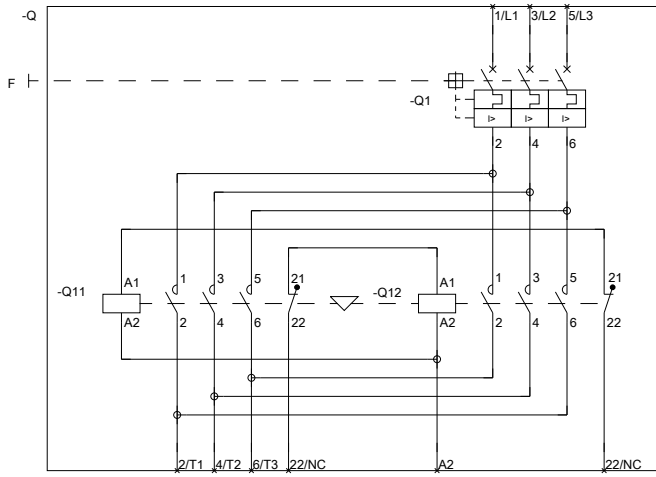 -Q 1/L1 3/L2 5/L3
F
-Q1
I> I> I>
2 4 6
A1 1 3 5 21 A1 1 3 5 21
-Q11 -Q12
A2 2 4 6 22 A2 2 4 6 22
2/T1 4/T2 6/T3 22/NC A2 22/NC